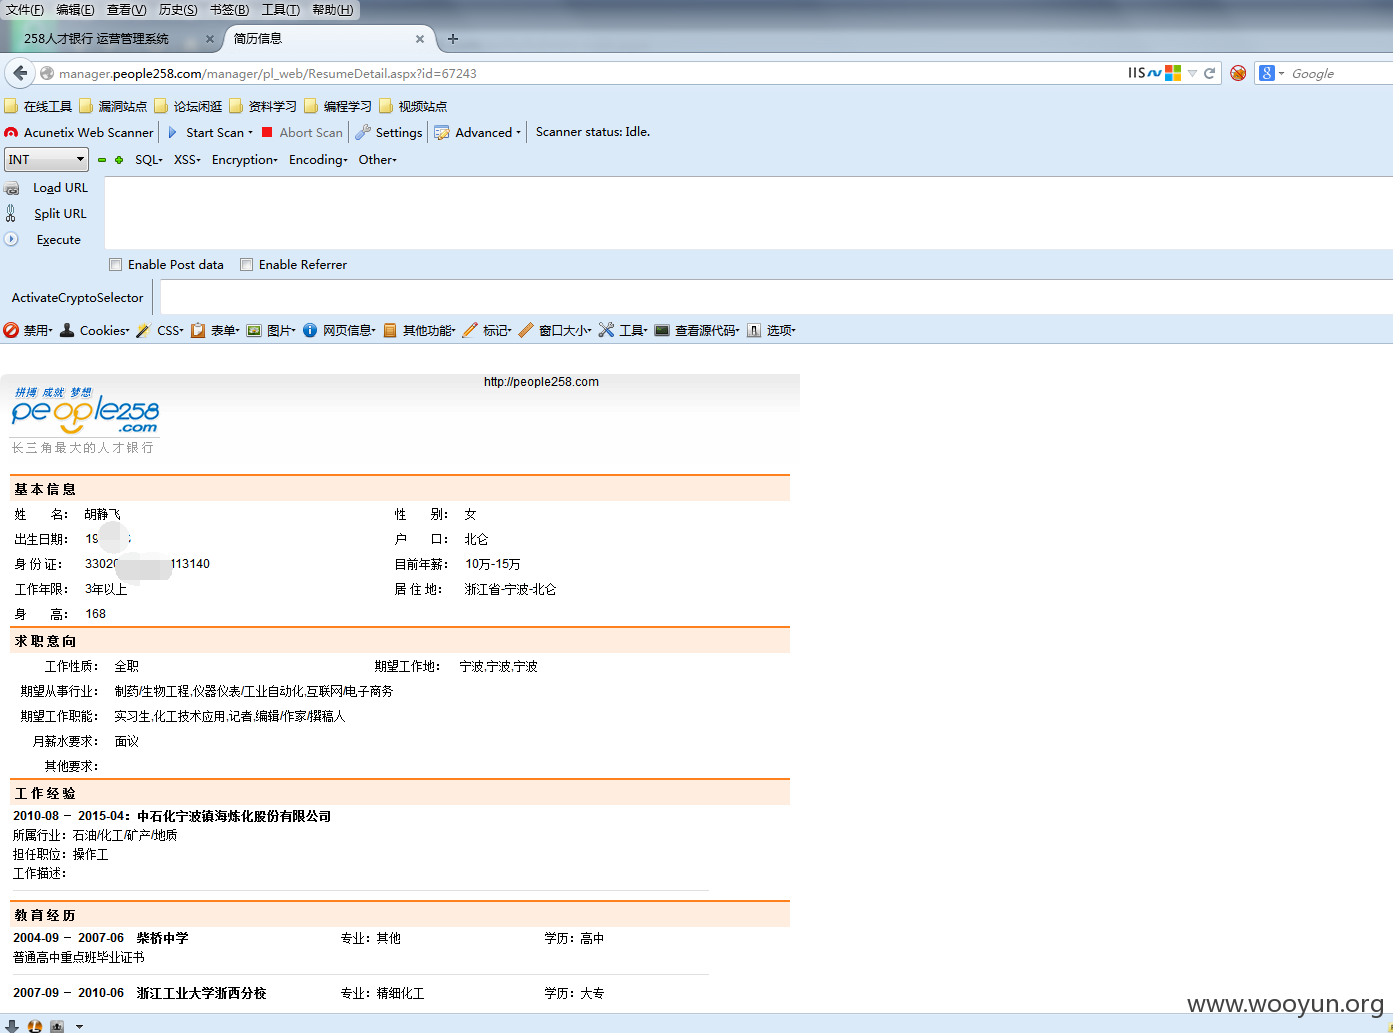 文件(F) 编辑(E) 查看(V) 历史(S) 书签(B) 工具(T) 帮助(H)
258人才银行 运营管理系统 × 简历信息 × +
manager.people258.com/manager/pl_web/ResumeDetail.aspx?id=67243 IIS Google
在线工具 漏洞站点 论坛闲逛 资料学习 编程学习 视频站点
Acunetix Web Scanner Start Scan Abort Scan Settings Advanced Scanner status: Idle.
INT SQL XSS Encryption Encoding Other
Load URL
Split URL
Execute
Enable Post data Enable Referrer
ActivateCryptoSelector
禁用 Cookies CSS 表单 图片 网页信息 其他功能 标记 窗口大小 工具 查看源代码 选项
http://people258.com
拼搏 成就 梦想
people258
.com
长三角最大的人才银行
基本信息
姓 名： 胡静飞 性 别： 女
出生日期： 19 户 口： 北仑
身 份 证： 3302 113140 目前年薪： 10万-15万
工作年限： 3年以上 居 住 地： 浙江省-宁波-北仑
身 高： 168
求职意向
工作性质： 全职 期望工作地： 宁波,宁波,宁波
期望从事行业： 制药/生物工程,仪器仪表/工业自动化,互联网/电子商务
期望工作职能： 实习生,化工技术应用,记者,编辑/作家/撰稿人
月薪水要求： 面议
其他要求：
工作经验
2010-08 － 2015-04：中石化宁波镇海炼化股份有限公司
所属行业：石油/化工/矿产/地质
担任职位：操作工
工作描述：
教育经历
2004-09 － 2007-06 柴桥中学 专业：其他 学历：高中
普通高中重点班毕业证书
2007-09 － 2010-06 浙江工业大学浙西分校 专业：精细化工 学历：大专
www.wooyun.org